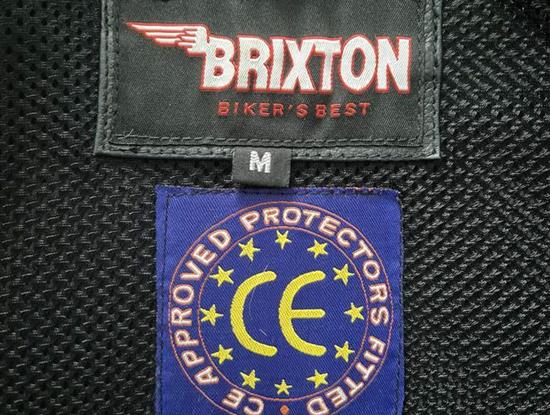 BRIXTON
BIKER'S BEST
M
CE APPROVED PROTECTORS FITTED
CE